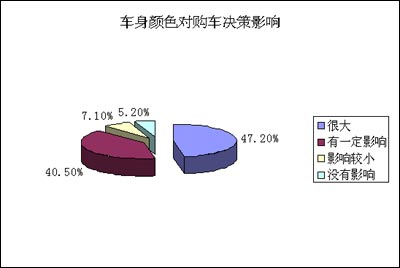 车身颜色对购车决策影响
5.20%
7.10%
47.20%
40.50%
很大
有一定影响
影响较小
没有影响